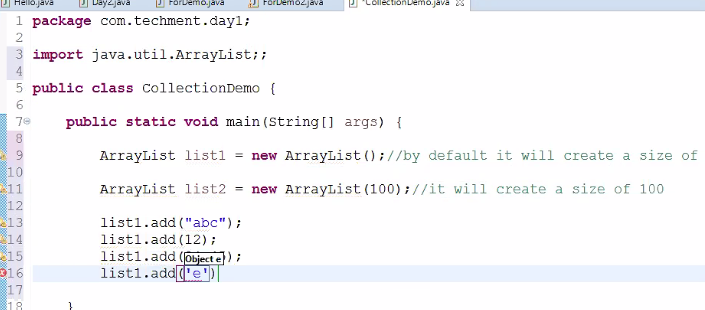 Hello.java Day2.java ForDemo.java ForDemo2.java *CollectionDemo.java
1 package com.techment.day1;
2
3 import java.util.ArrayList;;
4
5 public class CollectionDemo {
6
7 public static void main(String[] args) {
8
9 ArrayList list1 = new ArrayList();//by default it will create a size of
10
11 ArrayList list2 = new ArrayList(100);//it will create a size of 100
12
13 list1.add("abc");
14 list1.add(12);
Object e
15 list1.add( );
16 list1.add('e')
17
18 }